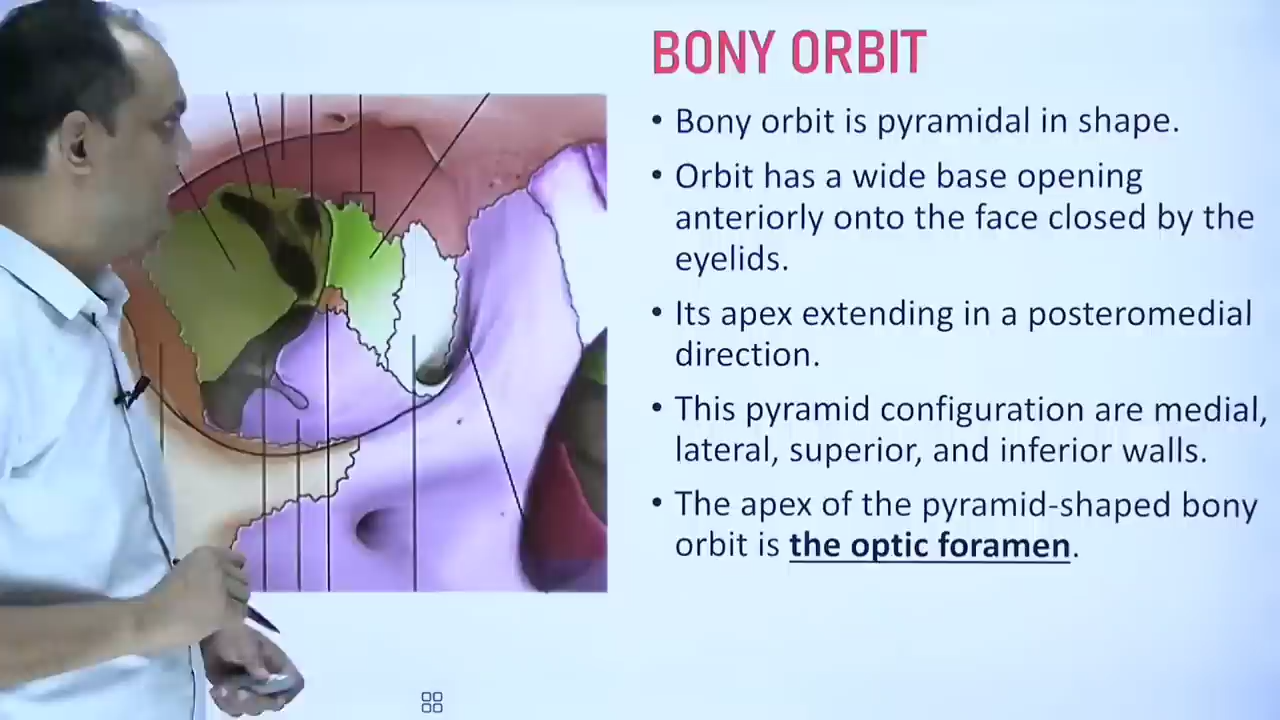 BONY ORBIT
• Bony orbit is pyramidal in shape.
• Orbit has a wide base opening
anteriorly onto the face closed by the
eyelids.
• Its apex extending in a posteromedial
direction.
• This pyramid configuration are medial,
lateral, superior, and inferior walls.
• The apex of the pyramid-shaped bony
orbit is the optic foramen.